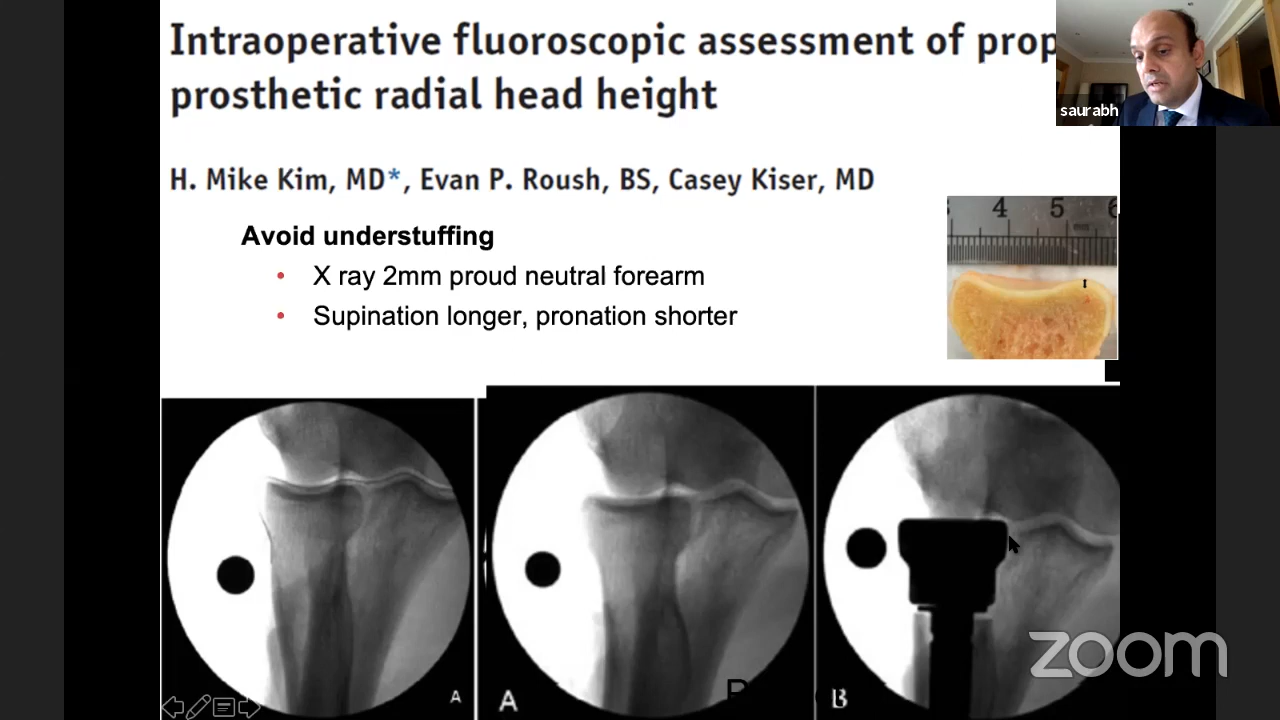 Intraoperative fluoroscopic assessment of prop
prosthetic radial head height
saurabh
H. Mike Kim, MD*, Evan P. Roush, BS, Casey Kiser, MD
Avoid understuffing
• X ray 2mm proud neutral forearm
• Supination longer, pronation shorter
4 5 6
A
A
B
zoom